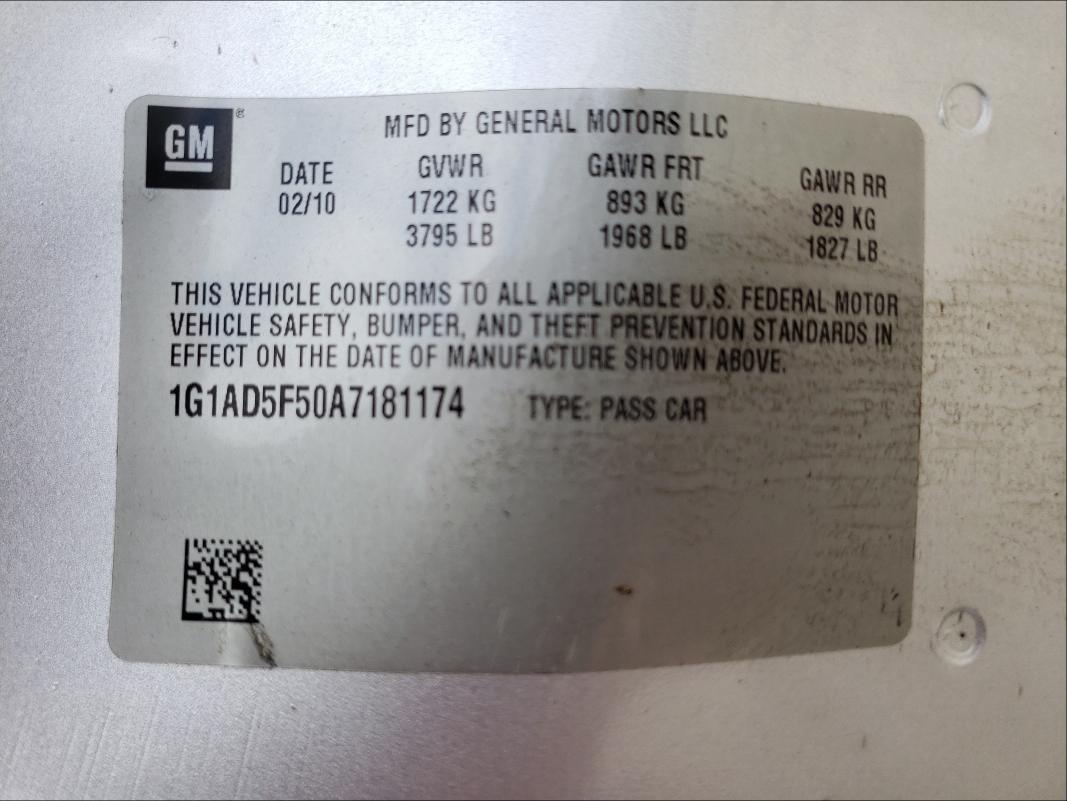 GM®
MFD BY GENERAL MOTORS LLC
DATE GVWR GAWR FRT GAWR RR
02/10 1722 KG 893 KG 829 KG
3795 LB 1968 LB 1827 LB
THIS VEHICLE CONFORMS TO ALL APPLICABLE U.S. FEDERAL MOTOR
VEHICLE SAFETY, BUMPER, AND THEFT PREVENTION STANDARDS IN
EFFECT ON THE DATE OF MANUFACTURE SHOWN ABOVE.
1G1AD5F50A7181174 TYPE: PASS CAR